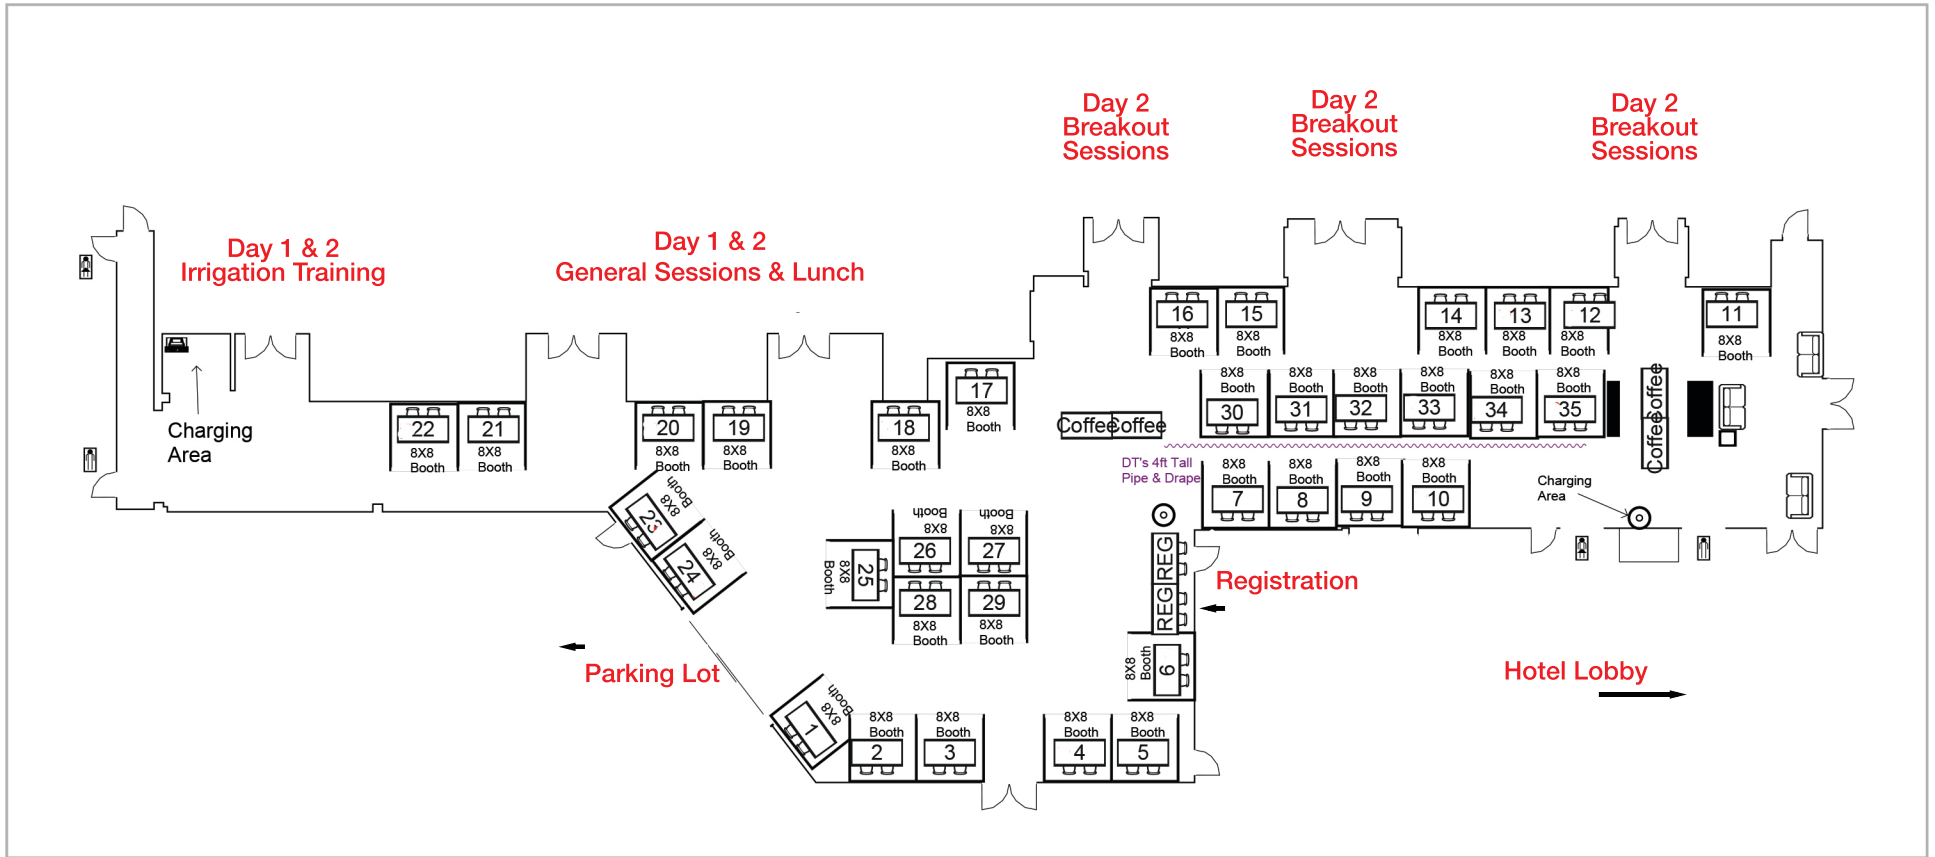 Day 2
Breakout
Sessions
Day 2
Breakout
Sessions
Day 2
Breakout
Sessions
Day 1 & 2
Irrigation Training
Day 1 & 2
General Sessions & Lunch
Charging
Area
22
8X8
Booth
21
8X8
Booth
20
8X8
Booth
19
8X8
Booth
18
8X8
Booth
17
8X8
Booth
16
8X8
Booth
15
8X8
Booth
14
8X8
Booth
13
8X8
Booth
12
8X8
Booth
11
8X8
Booth
Coffee
Coffee
8X8
Booth
30
8X8
Booth
31
8X8
Booth
32
8X8
Booth
33
8X8
Booth
34
8X8
Booth
35
Coffee
Coffee
DT's 4ft Tall
Pipe & Drape
8X8
Booth
7
8X8
Booth
8
8X8
Booth
9
8X8
Booth
10
Charging
Area
Booth
8X8
23
Booth
8X8
24
8X8
Booth
25
Booth
8X8
26
Booth
8X8
27
28
8X8
Booth
29
8X8
Booth
REG
REG
Registration
8X8
Booth
6
Parking Lot
Hotel Lobby
Booth
8X8
1
8X8
Booth
2
8X8
Booth
3
8X8
Booth
4
8X8
Booth
5